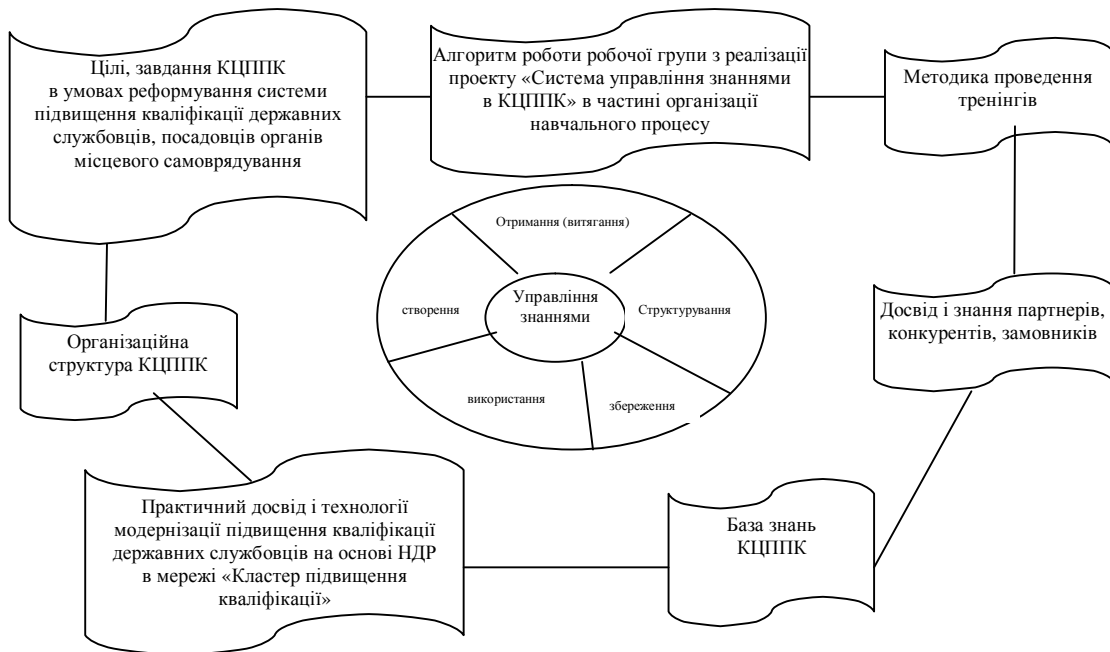 Цілі, завдання КЦППК
в умовах реформування системи
підвищення кваліфікації державних
службовців, посадовців органів
місцевого самоврядування
Алгоритм роботи робочої групи з реалізації
проекту «Система управління знаннями
в КЦППК» в частині організації
навчального процесу
Методика проведення
тренінгів
Отримання (витягання)
створення
Управління
знаннями
Структурування
використання
збереження
Організаційна
структура КЦППК
Досвід і знання партнерів,
конкурентів, замовників
Практичний досвід і технології
модернізації підвищення кваліфікації
державних службовців на основі НДР
в мережі «Кластер підвищення
кваліфікації»
База знань
КЦППК